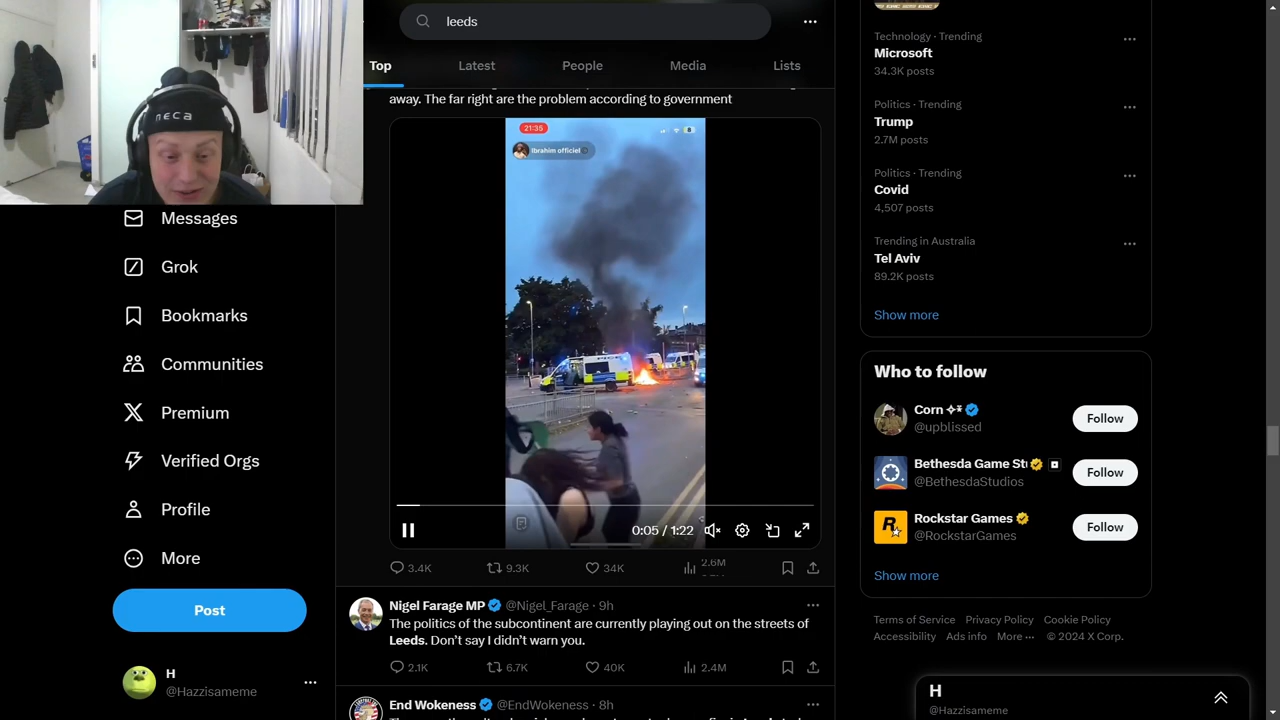 neca
leeds
Top
Latest
People
Media
Lists
away. The far right are the problem according to government
21:35
Ibrahim officiel
0:05 / 1:22
3.4K
9.3K
34K
2.6M
Nigel Farage MP @Nigel_Farage · 9h
The politics of the subcontinent are currently playing out on the streets of
Leeds. Don't say I didn't warn you.
2.1K
6.7K
40K
2.4M
End Wokeness @EndWokeness · 8h
Messages
Grok
Bookmarks
Communities
Premium
Verified Orgs
Profile
More
Post
H
@Hazzisameme
Technology · Trending
Microsoft
34.3K posts
Politics · Trending
Trump
2.7M posts
Politics · Trending
Covid
4,507 posts
Trending in Australia
Tel Aviv
89.2K posts
Show more
Who to follow
Corn
@upblissed
Follow
Bethesda Game St
@BethesdaStudios
Follow
Rockstar Games
@RockstarGames
Follow
Show more
Terms of Service Privacy Policy Cookie Policy
Accessibility Ads info More ··· © 2024 X Corp.
H
@Hazzisameme